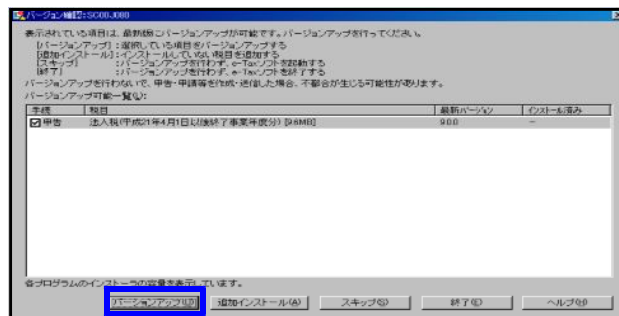 バージョン確認:SC00J080
表示されている項目は、最新版にバージョンアップが可能です。バージョンアップを行ってください。
[バージョンアップ]:選択している項目をバージョンアップする
[追加インストール]:インストールしていない税目を追加する
[スキップ]:バージョンアップを行わず、e-Taxソフトを起動する
[終了]:バージョンアップを行わず、e-Taxソフトを終了する
バージョンアップを行わないで、申告・申請等を作成・送信した場合、不都合が生じる可能性があります。
バージョンアップ可能一覧(L):
手続 税目 最新バージョン インストール済み
申告 法人税(平成21年4月1日以後終了事業年度分) [9.6MB] 9.0.0 -
各プログラムのインストーラの容量を表示しています。
バージョンアップ(U) 追加インストール(A) スキップ(S) 終了(E) ヘルプ(H)